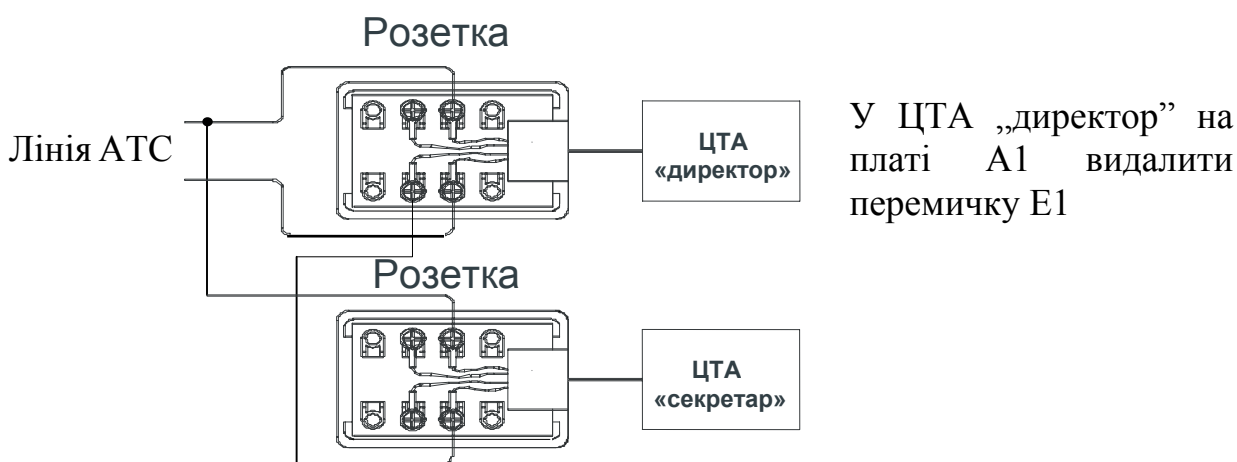 Розетка
Лінія АТС
ЦТА
«директор»
У ЦТА „директор” на
платі А1 видалити
перемичку Е1
Розетка
ЦТА
«секретар»